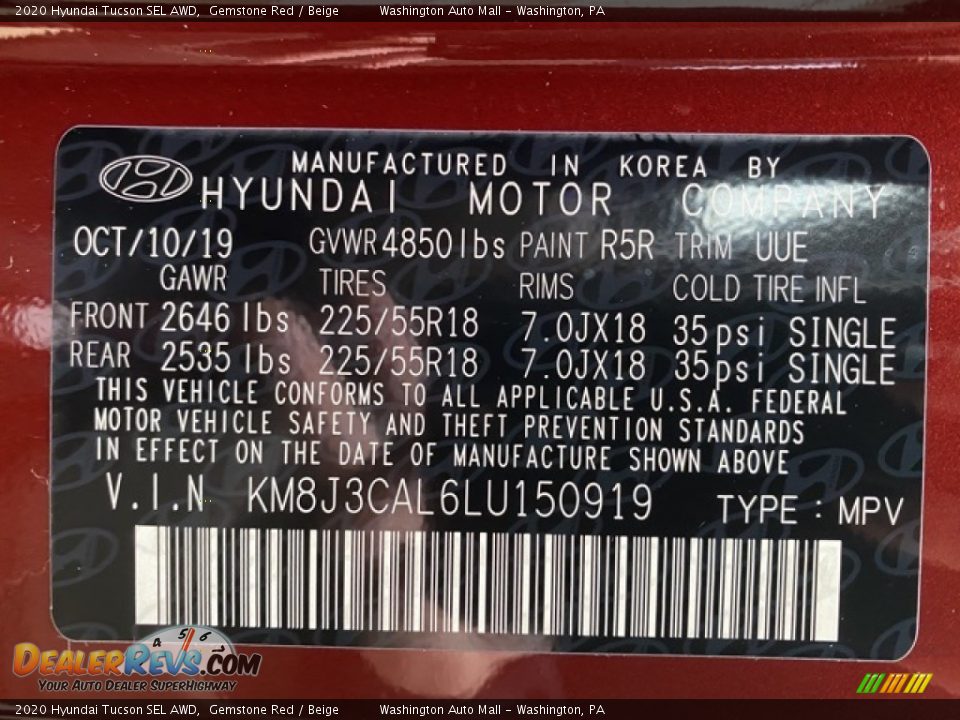 2020 Hyundai Tucson SEL AWD, Gemstone Red / Beige Washington Auto Mall - Washington, PA
MANUFACTURED IN KOREA BY
HYUNDAI MOTOR COMPANY
OCT/10/19 GVWR 4850lbs PAINT R5R TRIM UUE
GAWR TIRES RIMS COLD TIRE INFL
FRONT 2646 lbs 225/55R18 7.0JX18 35psi SINGLE
REAR 2535 lbs 225/55R18 7.0JX18 35psi SINGLE
THIS VEHICLE CONFORMS TO ALL APPLICABLE U.S.A. FEDERAL
MOTOR VEHICLE SAFETY AND THEFT PREVENTION STANDARDS
IN EFFECT ON THE DATE OF MANUFACTURE SHOWN ABOVE
V.I.N KM8J3CAL6LU150919 TYPE : MPV
4 5 6
DEALERREVS.COM
YOUR AUTO DEALER SUPERHIGHWAY
2020 Hyundai Tucson SEL AWD, Gemstone Red / Beige Washington Auto Mall - Washington, PA